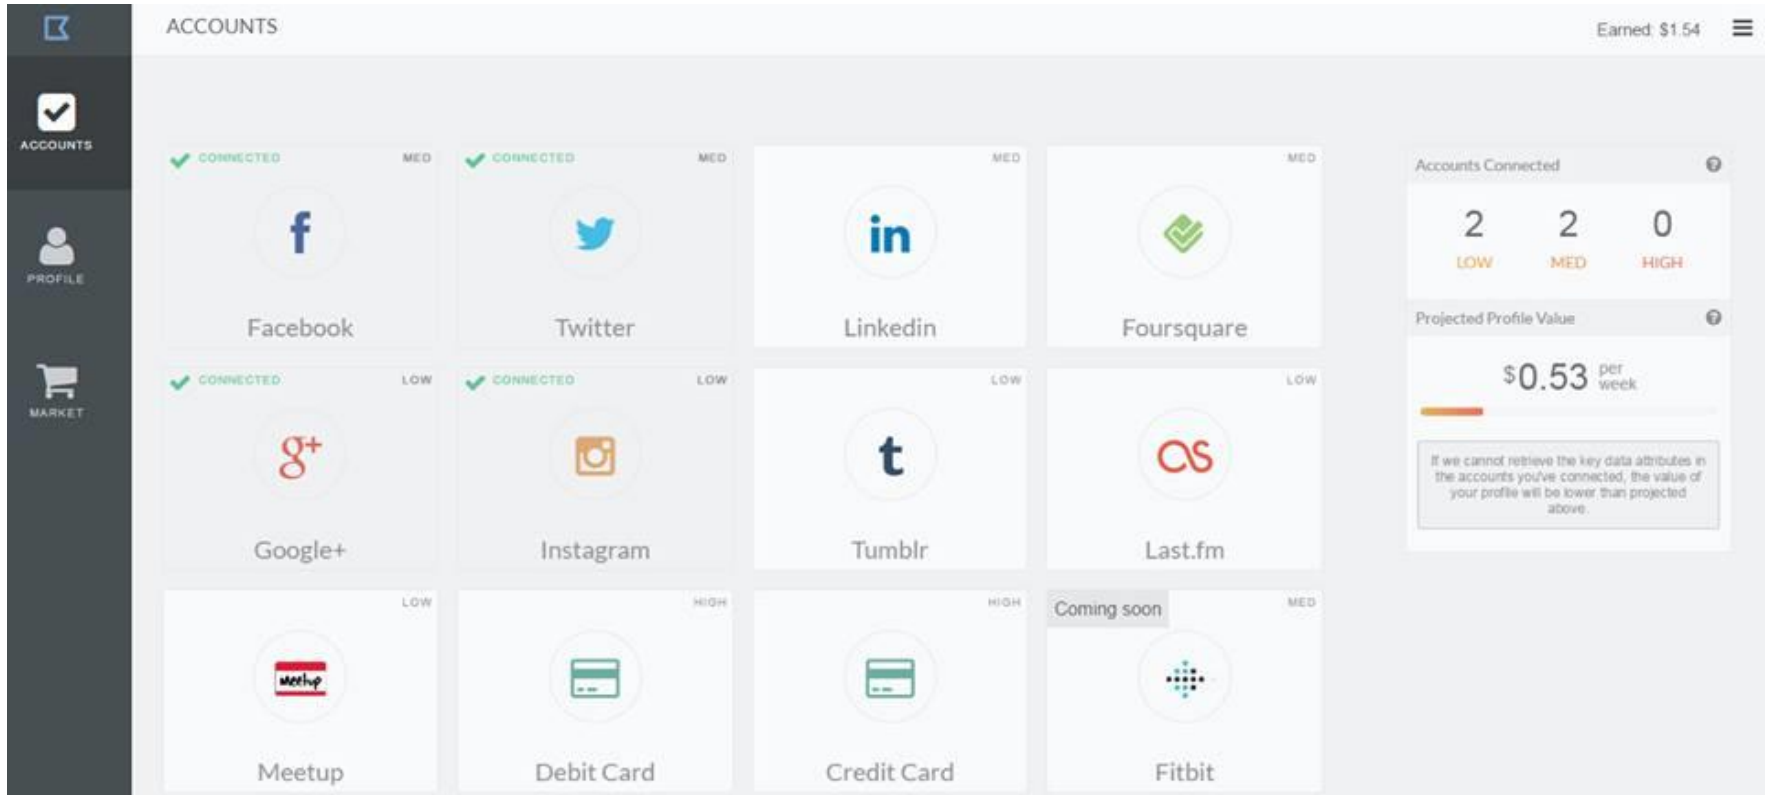 ACCOUNTS
Earned: $1.54
ACCOUNTS
PROFILE
MARKET
CONNECTED
MED
f
Facebook
CONNECTED
MED
Twitter
MED
in
Linkedin
MED
Foursquare
CONNECTED
LOW
g+
Google+
CONNECTED
LOW
Instagram
LOW
t
Tumblr
LOW
Last.fm
LOW
Meetup
Meetup
HIGH
Debit Card
HIGH
Credit Card
Coming soon
MED
Fitbit
Accounts Connected
?
2 2 0
LOW MED HIGH
Projected Profile Value
?
$0.53 per
week
If we cannot retrieve the key data attributes in
the accounts you've connected, the value of
your profile will be lower than projected
above.